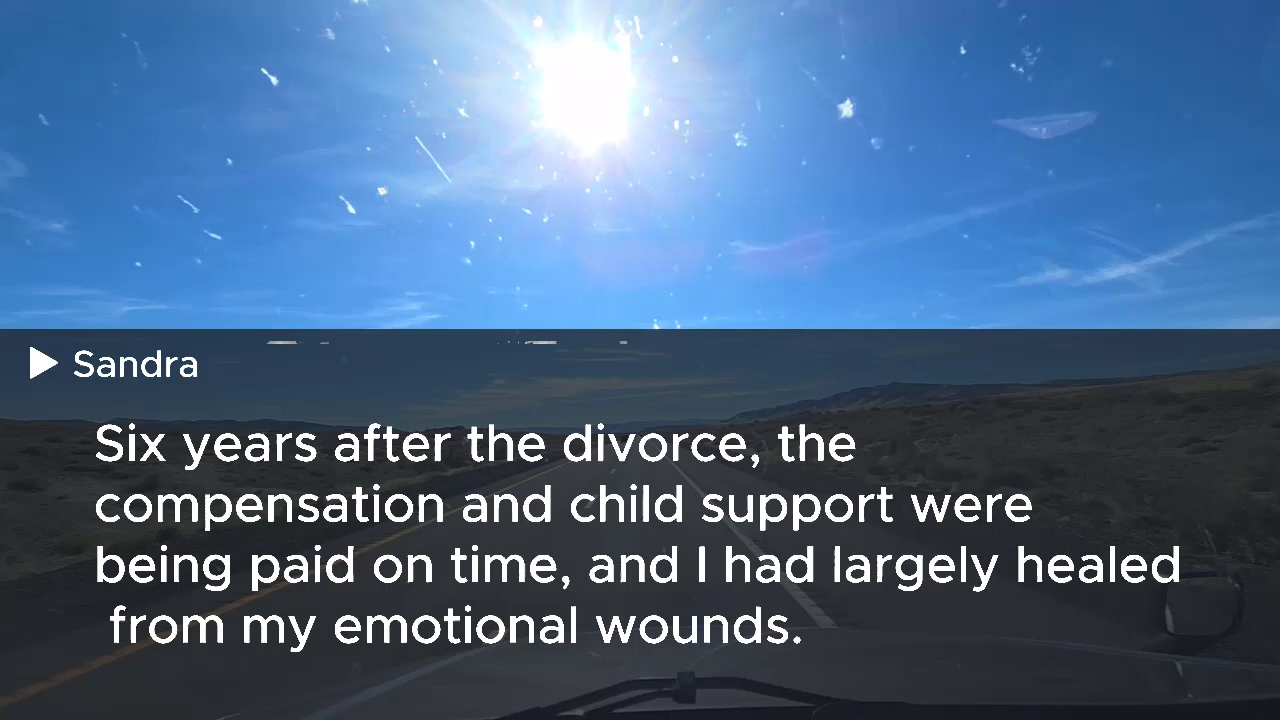 Sandra
Six years after the divorce, the
compensation and child support were
being paid on time, and I had largely healed
from my emotional wounds.